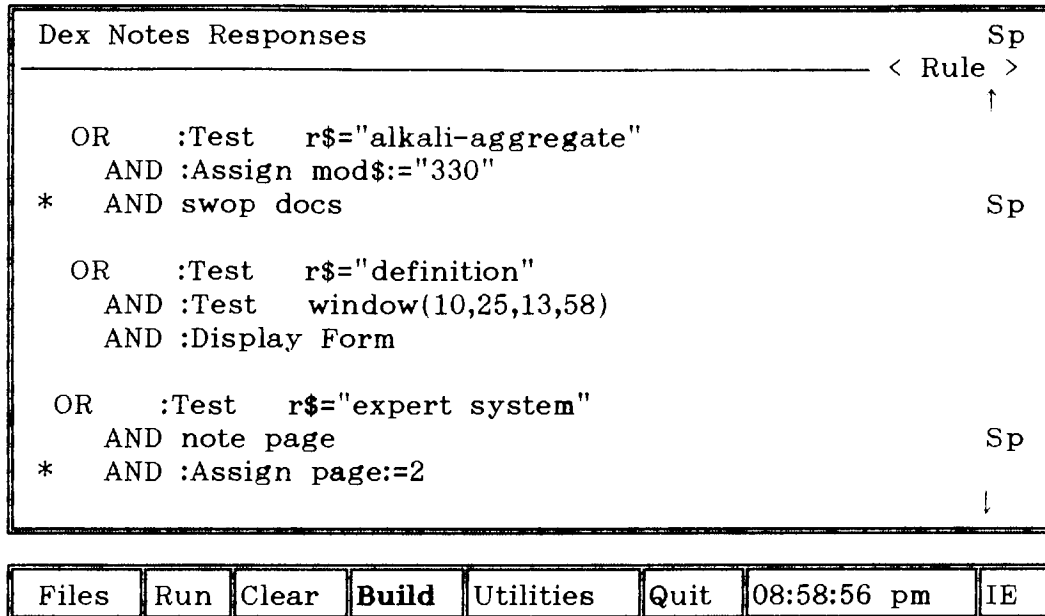 Dex Notes Responses Sp
< Rule >
↑
OR :Test r$="alkali-aggregate"
AND :Assign mod$:="330"
* AND swop docs Sp
OR :Test r$="definition"
AND :Test window(10,25,13,58)
AND :Display Form
OR :Test r$="expert system"
AND note page Sp
* AND :Assign page:=2
↓
Files Run Clear Build Utilities Quit 08:58:56 pm IE